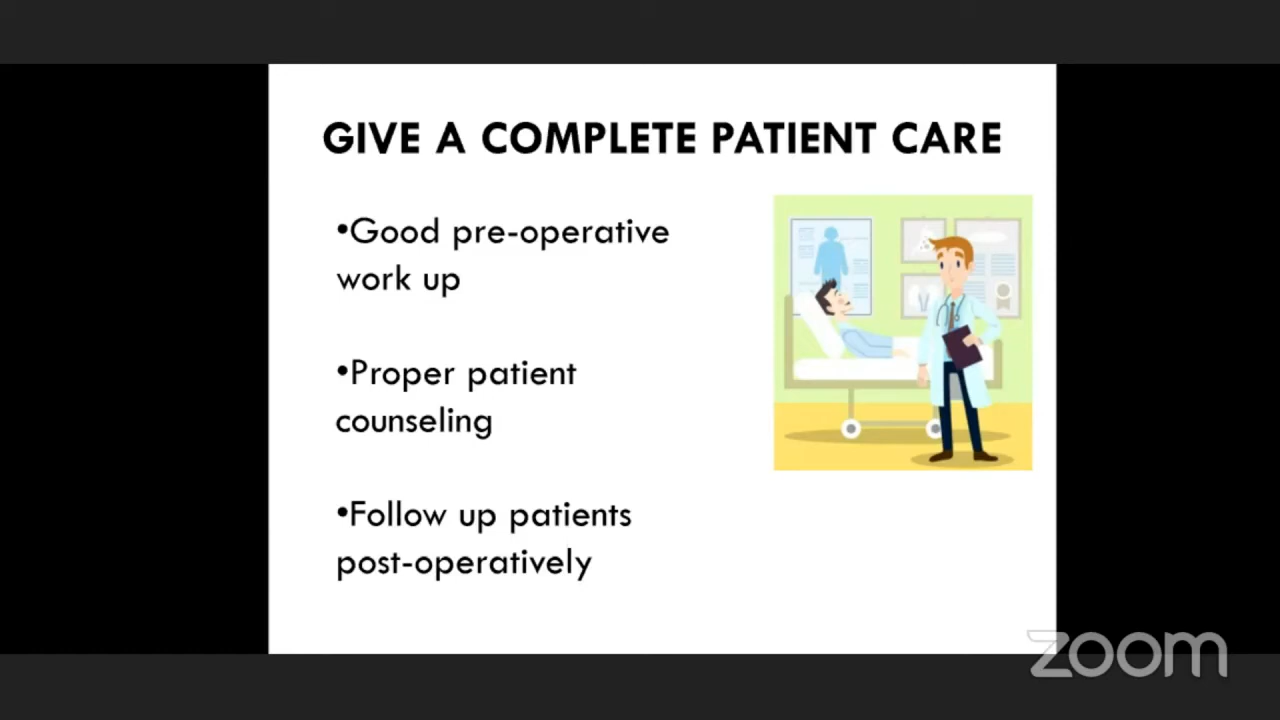 GIVE A COMPLETE PATIENT CARE
•Good pre-operative
work up
•Proper patient
counseling
•Follow up patients
post-operatively
zoom